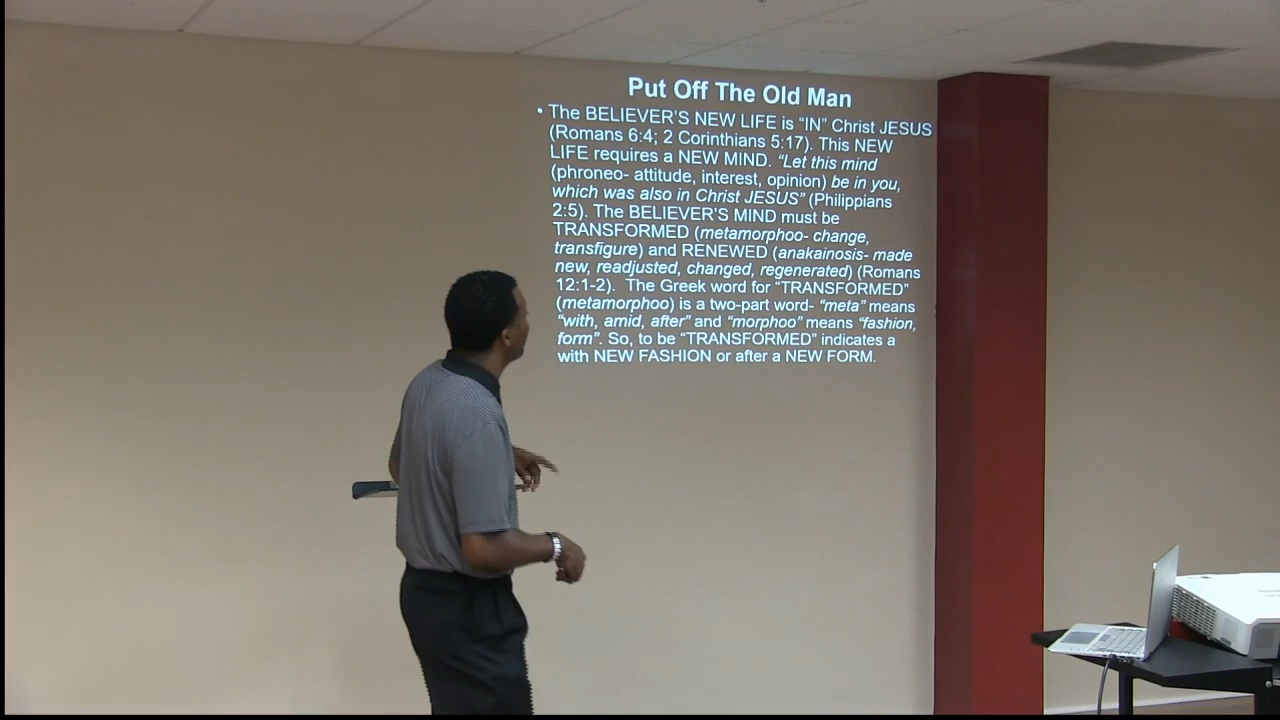 Put Off The Old Man
• The BELIEVER'S NEW LIFE is “IN” Christ JESUS
(Romans 6:4; 2 Corinthians 5:17). This NEW
LIFE requires a NEW MIND. “Let this mind
(phroneo- attitude, interest, opinion) be in you,
which was also in Christ JESUS” (Philippians
2:5). The BELIEVER'S MIND must be
TRANSFORMED (metamorphoo- change,
transfigure) and RENEWED (anakainosis- made
new, readjusted, changed, regenerated) (Romans
12:1-2). The Greek word for “TRANSFORMED”
(metamorphoo) is a two-part word- “meta” means
“with, amid, after” and “morphoo” means “fashion,
form”. So, to be “TRANSFORMED” indicates a
with NEW FASHION or after a NEW FORM.